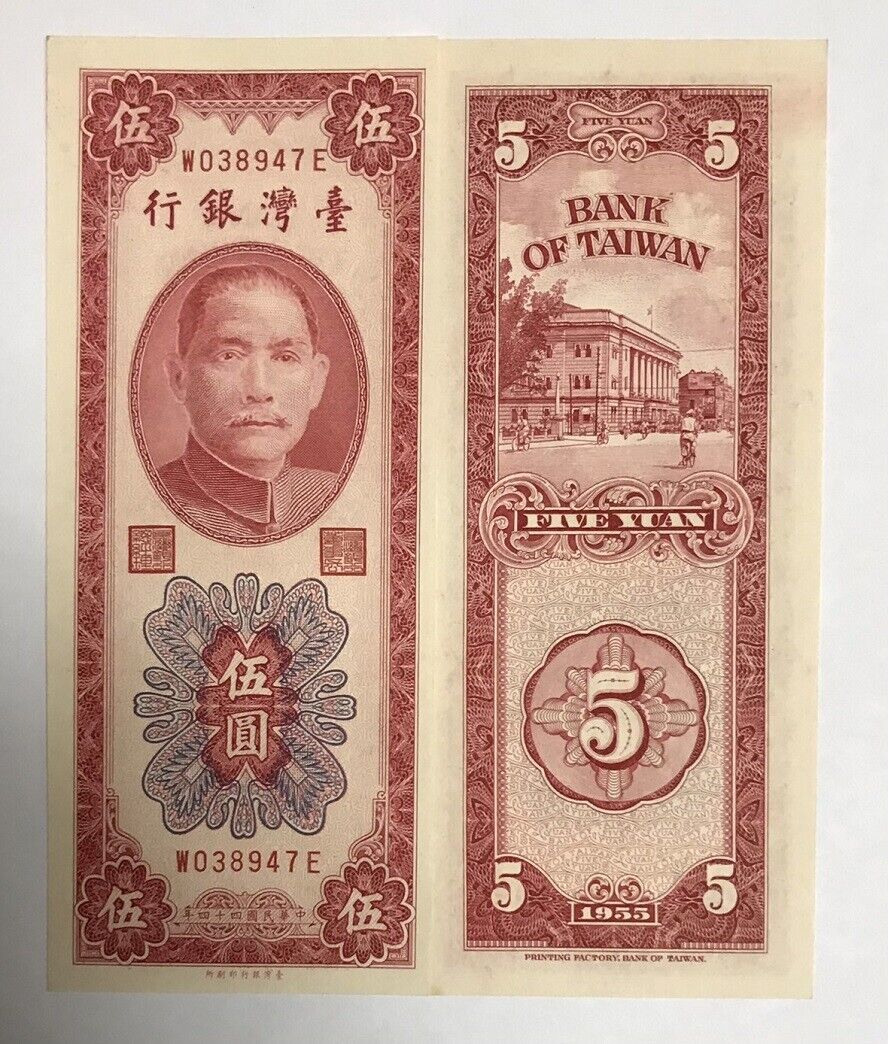 伍 伍
W038947E
臺灣銀行
伍圓
W038947E
伍 伍
中華民國四十四年
臺灣銀行印刷所
FIVE YUAN
5 5
BANK
OF TAIWAN
FIVE YUAN
5
5 5
1955
PRINTING FACTORY, BANK OF TAIWAN.